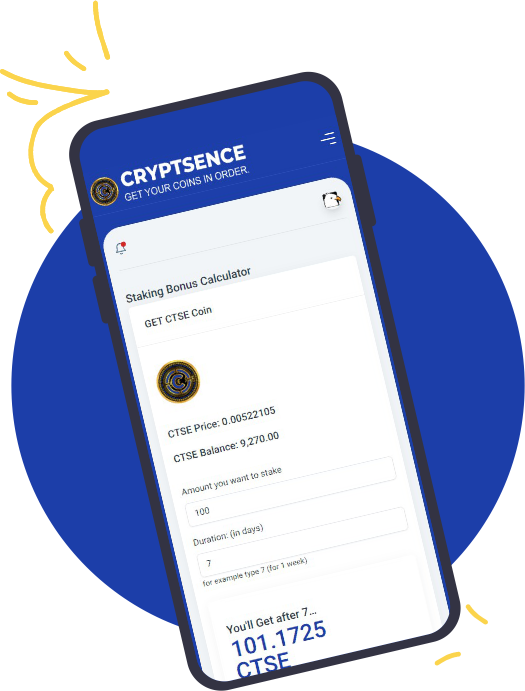 CRYPTSENCE
GET YOUR COINS IN ORDER.
Staking Bonus Calculator
GET CTSE Coin
CTSE Price: 0.00522105
CTSE Balance: 9,270.00
Amount you want to stake
100
Duration: (in days)
7
for example type 7 (for 1 week)
You'll Get after 7...
101.1725
CTSE